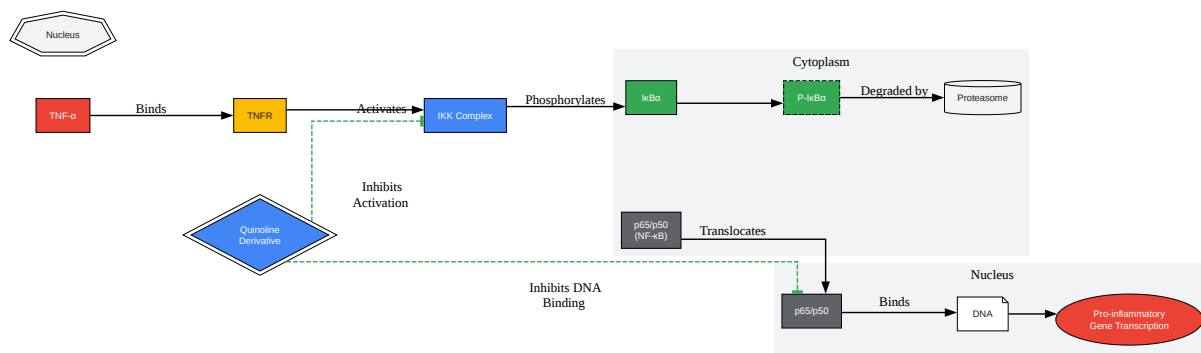 Nucleus
Cytoplasm
TNF-α
Binds
TNFR
Activates
IKK Complex
Phosphorylates
IκBα
P-IκBα
Degraded by
Proteasome
Inhibits
Activation
Quinoline
Derivative
p65/p50
(NF-κB)
Translocates
Nucleus
Inhibits DNA
Binding
p65/p50
Binds
DNA
Pro-inflammatory
Gene Transcription